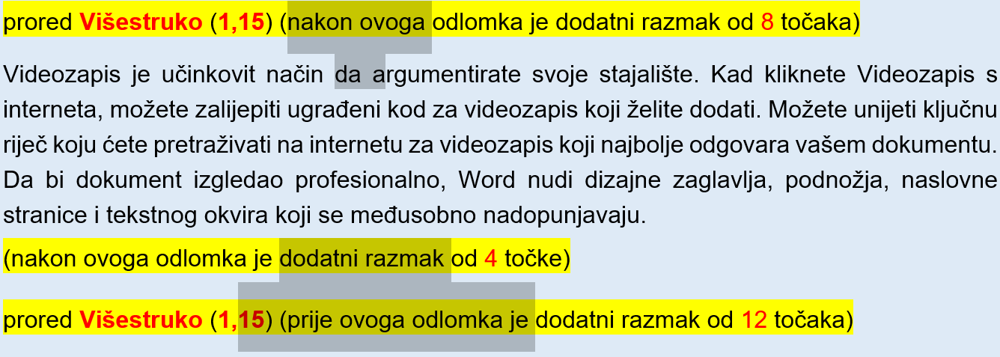 prored Višestruko (1,15) (nakon ovoga odlomka je dodatni razmak od 8 točaka)
Videozapis je učinkovit način da argumentirate svoje stajalište. Kad kliknete Videozapis s
interneta, možete zalijepiti ugrađeni kod za videozapis koji želite dodati. Možete unijeti ključnu
riječ koju ćete pretraživati na internetu za videozapis koji najbolje odgovara vašem dokumentu.
Da bi dokument izgledao profesionalno, Word nudi dizajne zaglavlja, podnožja, naslovne
stranice i tekstnog okvira koji se međusobno nadopunjavaju.
(nakon ovoga odlomka je dodatni razmak od 4 točke)
prored Višestruko (1,15) (prije ovoga odlomka je dodatni razmak od 12 točaka)